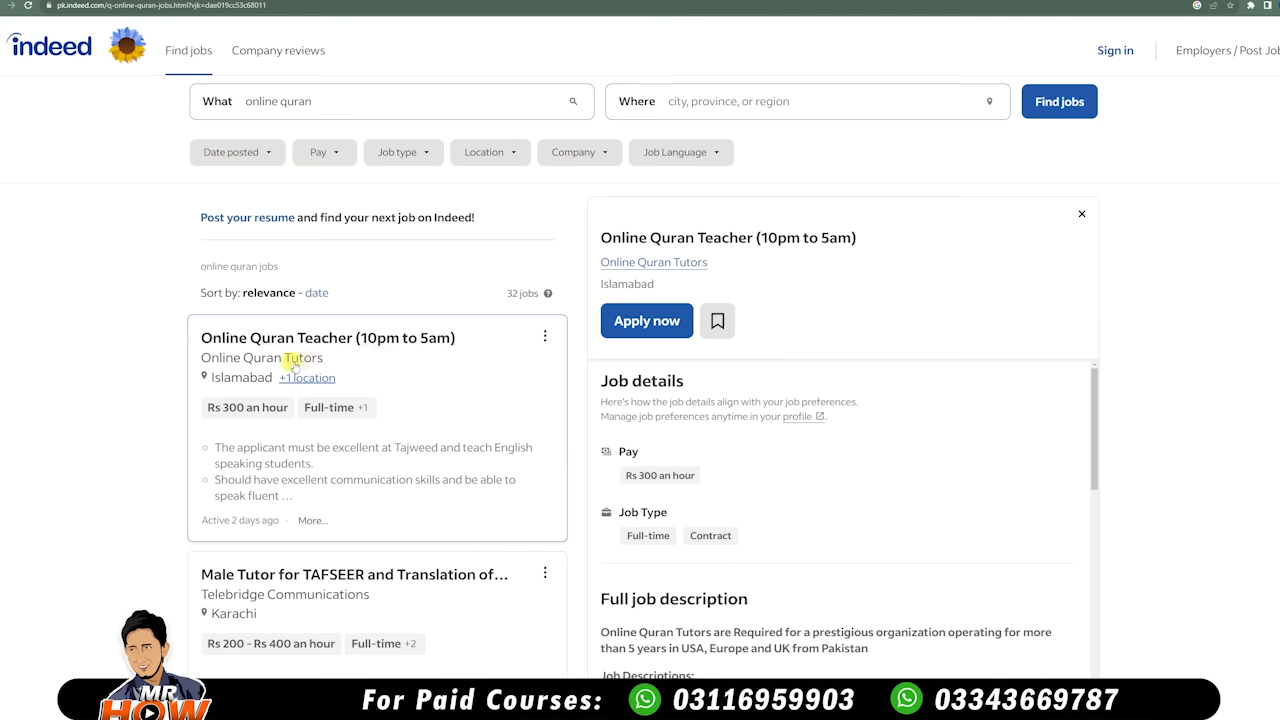 pk.indeed.com/q-online-quran-jobs.html?vjk=dae019cc53c68011
indeed
Find jobs
Company reviews
Sign in
Employers / Post Job
What online quran
Where city, province, or region
Find jobs
Date posted
Pay
Job type
Location
Company
Job Language
Post your resume and find your next job on Indeed!
online quran jobs
Sort by: relevance - date
32 jobs
Online Quran Teacher (10pm to 5am)
Online Quran Tutors
Islamabad +1 location
Rs 300 an hour
Full-time +1
The applicant must be excellent at Tajweed and teach English
speaking students.
Should have excellent communication skills and be able to
speak fluent …
Active 2 days ago · More...
Male Tutor for TAFSEER and Translation of…
Telebridge Communications
Karachi
Rs 200 - Rs 400 an hour
Full-time +2
Online Quran Teacher (10pm to 5am)
Online Quran Tutors
Islamabad
Apply now
Job details
Here's how the job details align with your job preferences.
Manage job preferences anytime in your profile.
Pay
Rs 300 an hour
Job Type
Full-time
Contract
Full job description
Online Quran Tutors are Required for a prestigious organization operating for more
than 5 years in USA, Europe and UK from Pakistan
Job Descriptions:
MR
HOW
For Paid Courses: 03116959903 03343669787